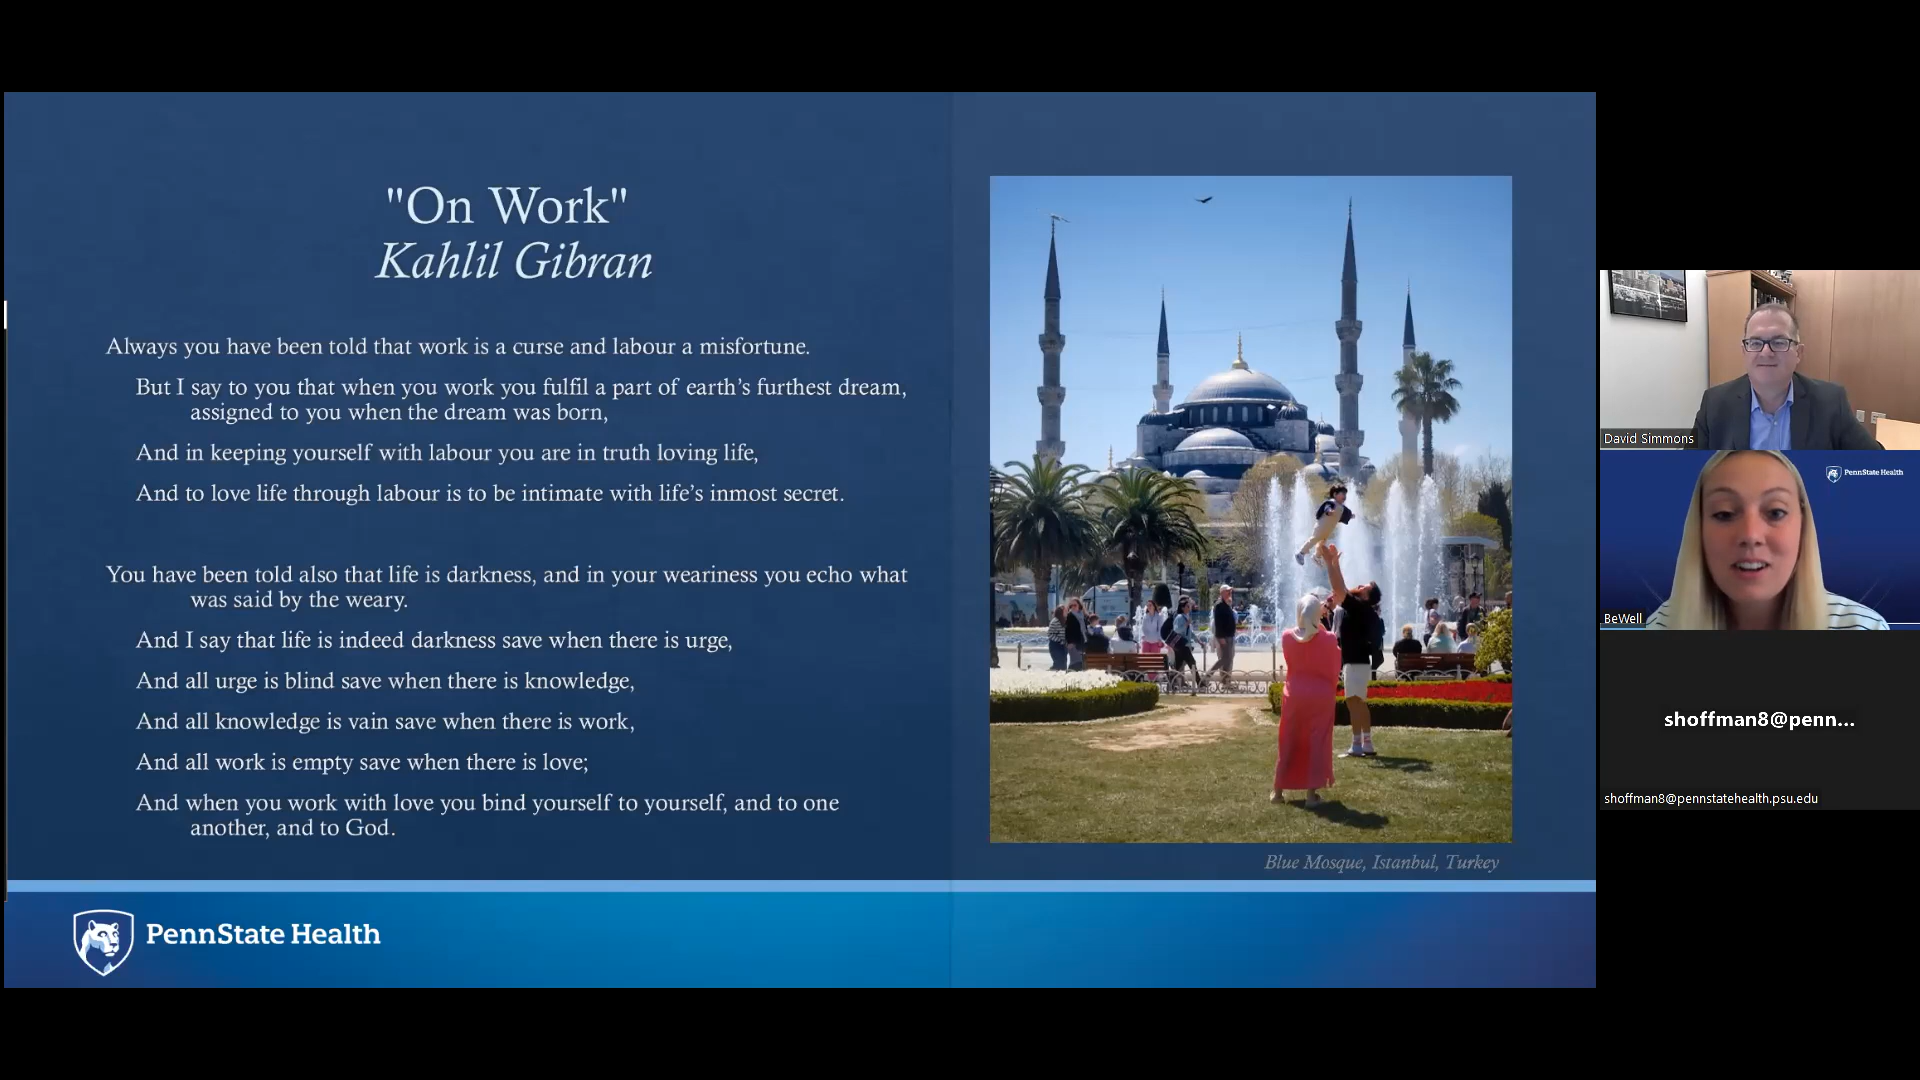 "On Work"
Kahlil Gibran
Always you have been told that work is a curse and labour a misfortune.
But I say to you that when you work you fulfil a part of earth’s furthest dream,
assigned to you when the dream was born,
And in keeping yourself with labour you are in truth loving life,
And to love life through labour is to be intimate with life’s inmost secret.
You have been told also that life is darkness, and in your weariness you echo what
was said by the weary.
And I say that life is indeed darkness save when there is urge,
And all urge is blind save when there is knowledge,
And all knowledge is vain save when there is work,
And all work is empty save when there is love;
And when you work with love you bind yourself to yourself, and to one
another, and to God.
Blue Mosque, Istanbul, Turkey
PennState Health
David Simmons
PennState Health
BeWell
shoffman8@penn...
shoffman8@pennstatehealth.psu.edu